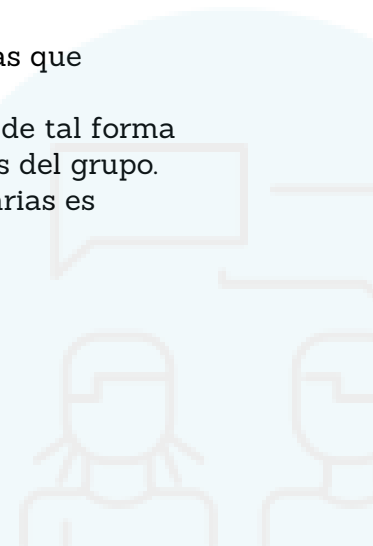 as que
de tal forma
s del grupo.
arias es